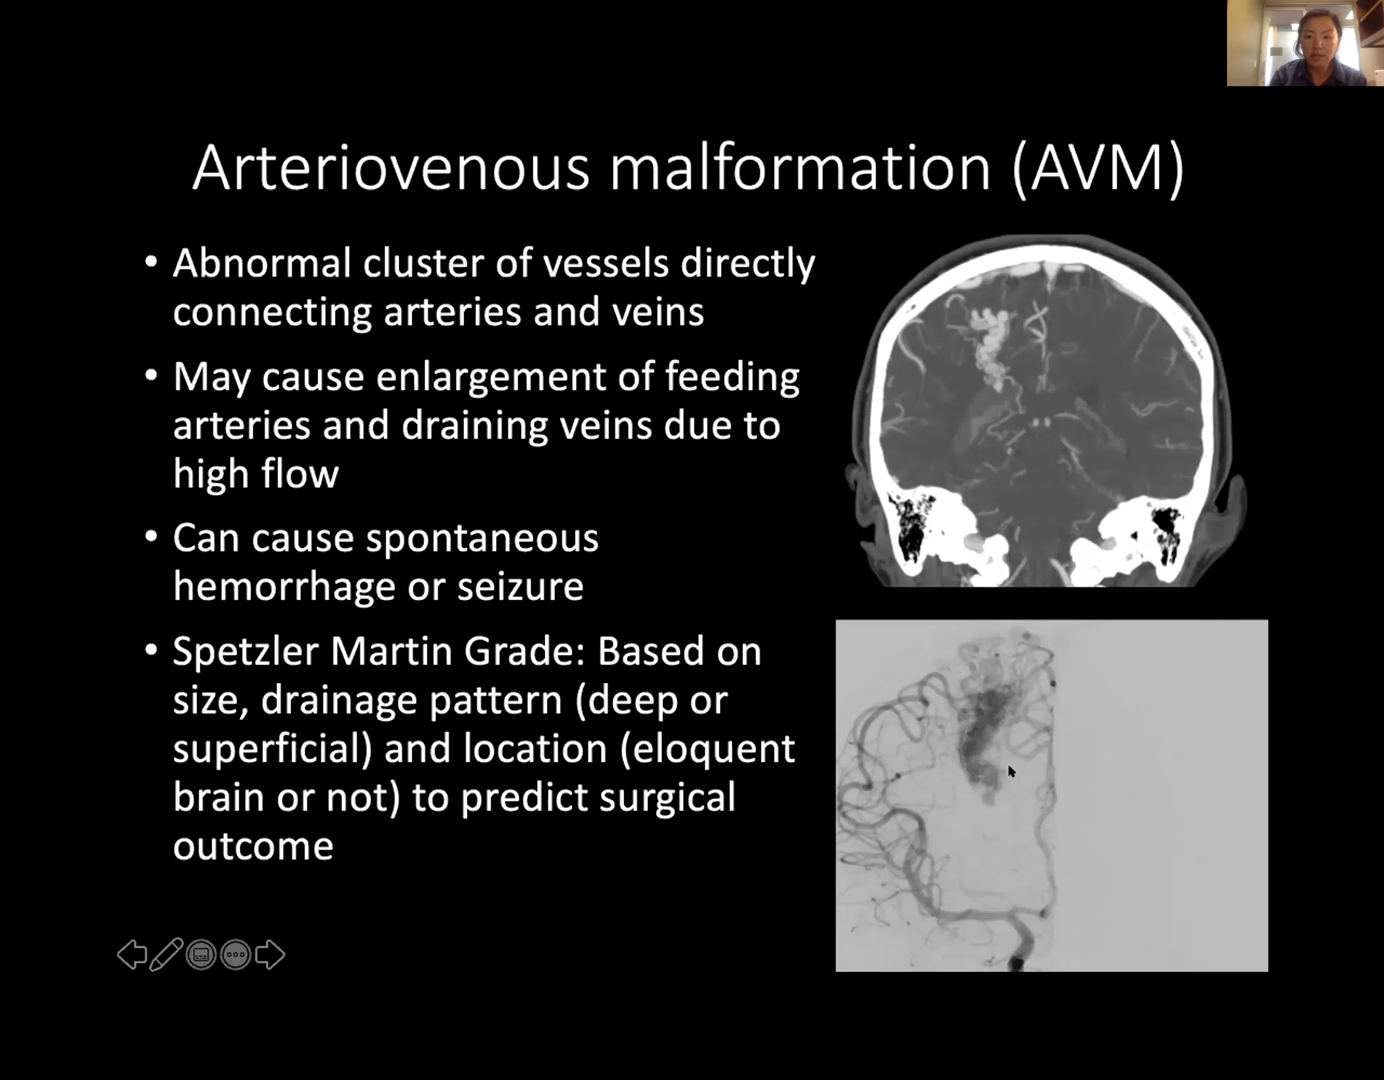 Arteriovenous malformation (AVM)
• Abnormal cluster of vessels directly
connecting arteries and veins
• May cause enlargement of feeding
arteries and draining veins due to
high flow
• Can cause spontaneous
hemorrhage or seizure
• Spetzler Martin Grade: Based on
size, drainage pattern (deep or
superficial) and location (eloquent
brain or not) to predict surgical
outcome